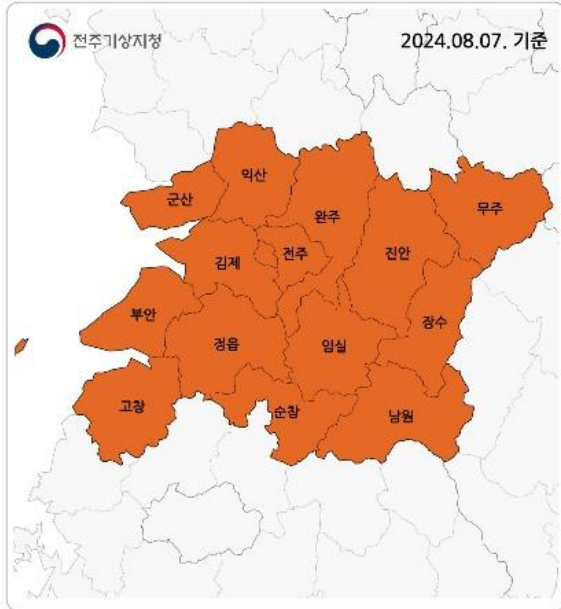 전주기상지청
2024.08.07. 기준
익산
군산
완주
무주
전주
진안
김제
부안
장수
정읍
임실
고창
순창
남원